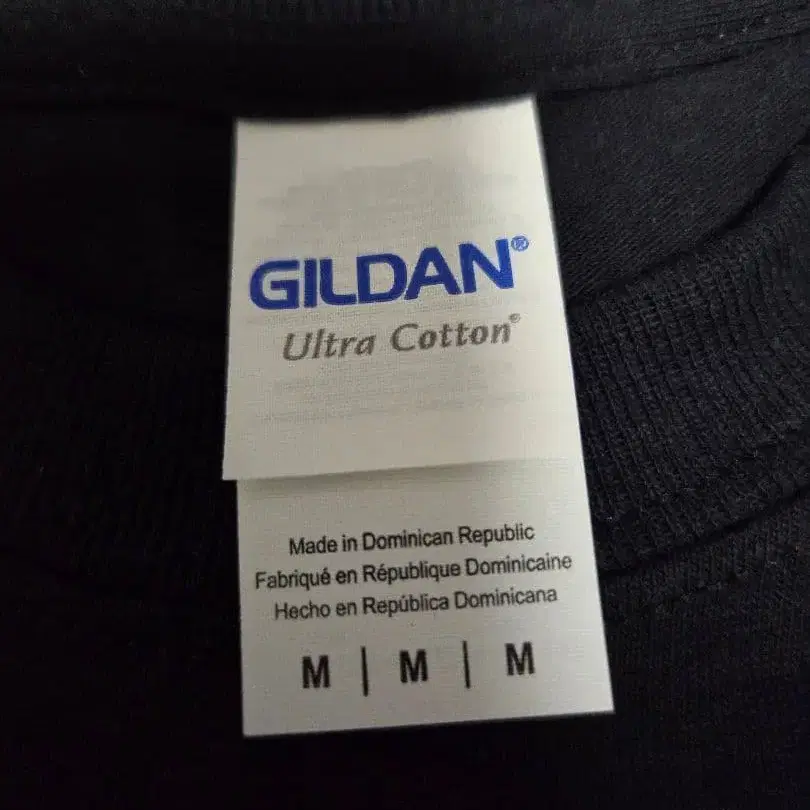 GILDAN®
Ultra Cotton®
Made in Dominican Republic
Fabriqué en République Dominicaine
Hecho en República Dominicana
M | M | M